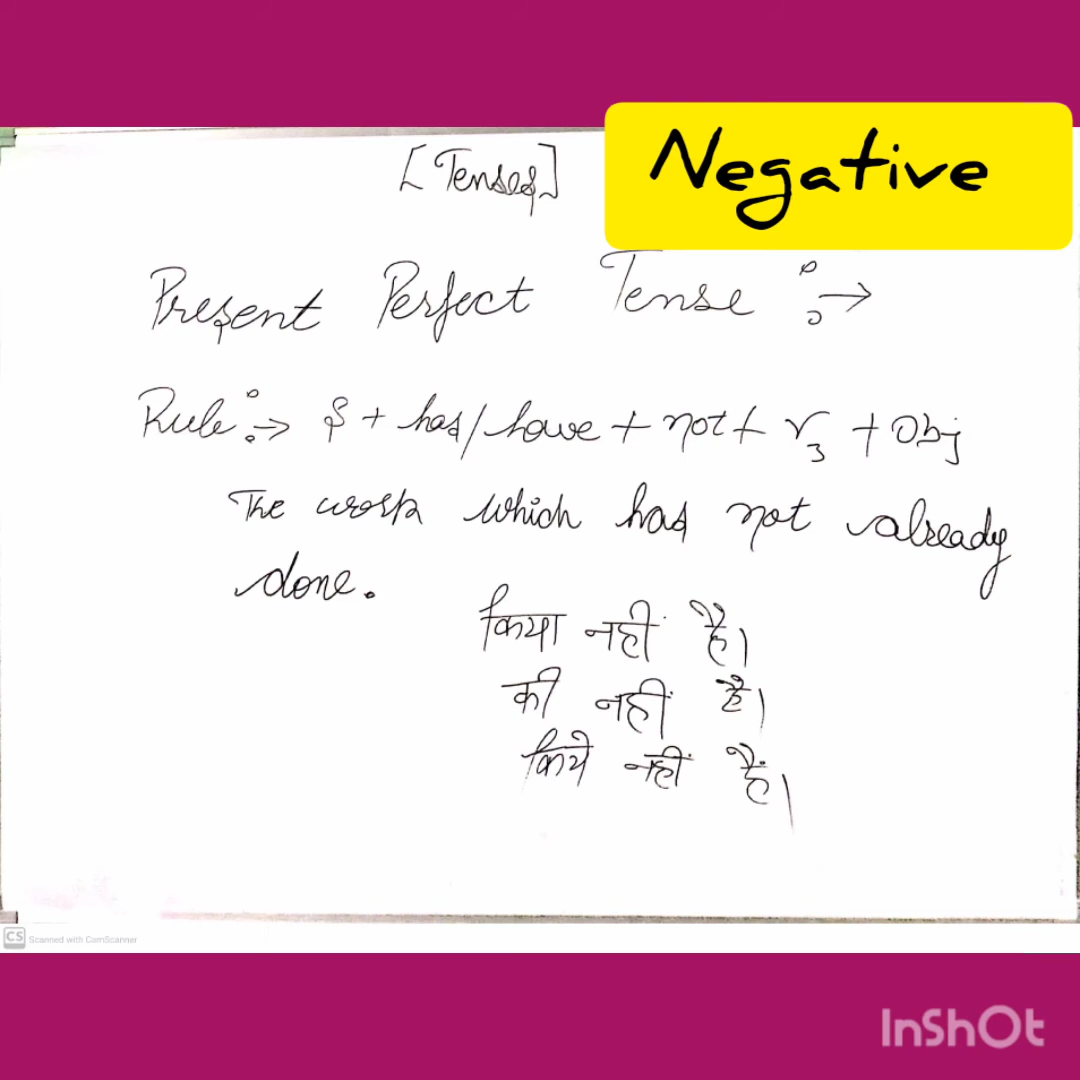 [Tenses]
Negative
Present Perfect Tense :→
Rule :→ S + has/have + not + V3 + Obj
The work which has not already
done.
किया नहीं है।
की नहीं है।
किये नहीं हैं।
CS Scanned with CamScanner
InShOt